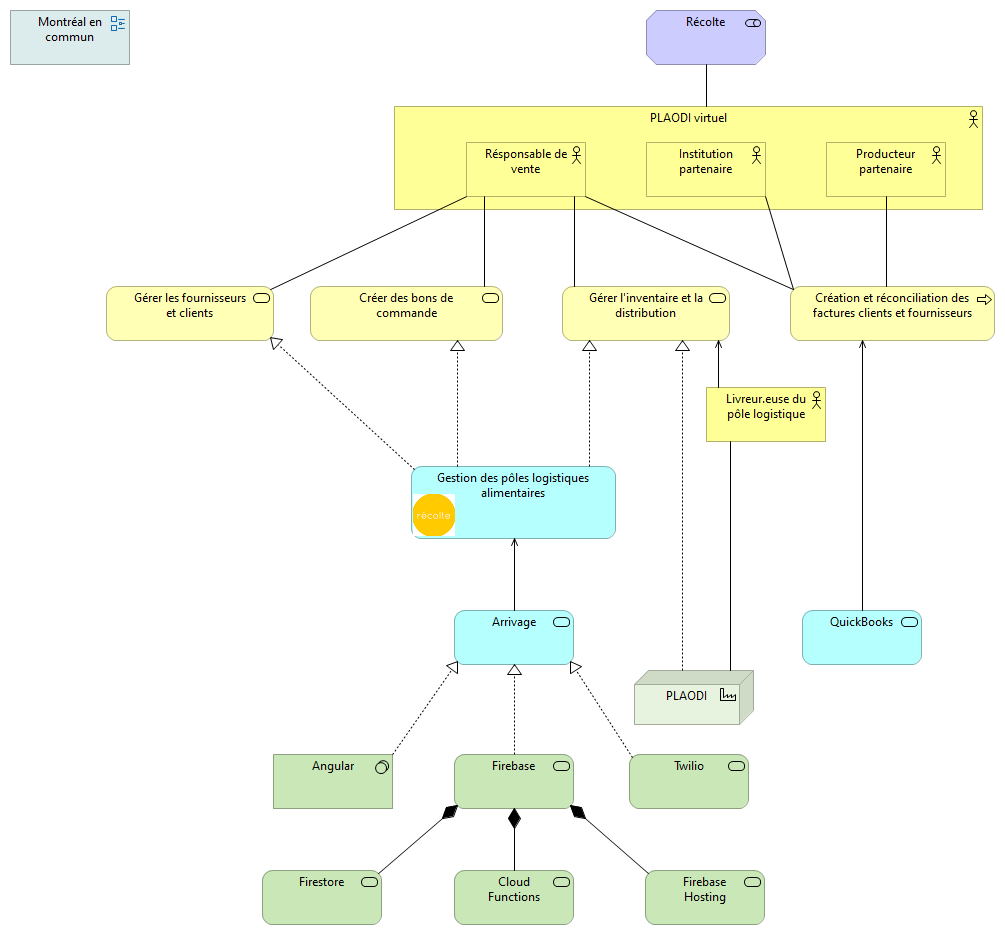 Montréal en
commun
Récolte
PLAODI virtuel
Résponsable de
vente
Institution
partenaire
Producteur
partenaire
Gérer les fournisseurs
et clients
Créer des bons de
commande
Gérer l'inventaire et la
distribution
Création et réconciliation des
factures clients et fournisseurs
Livreur.euse du
pôle logistique
Gestion des pôles logistiques
alimentaires
récolte
Arrivage
QuickBooks
PLAODI
Angular
Firebase
Twilio
Firestore
Cloud
Functions
Firebase
Hosting